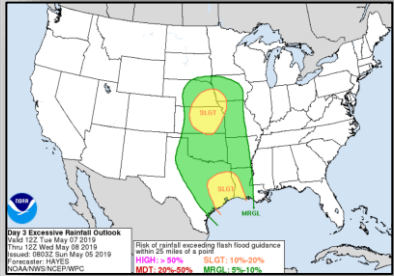 SLGT
SLGT
MRGL
noaa
Day 3 Excessive Rainfall Outlook
Valid 12Z Tue May 07 2019
Thru 12Z Wed May 08 2019
Issued: 0803Z Sun May 05 2019
Forecaster: HAYES
NOAA/NWS/NCEP/WPC
Risk of rainfall exceeding flash flood guidance
within 25 miles of a point
HIGH: > 50% SLGT: 10%-20%
MDT: 20%-50% MRGL: 5%-10%